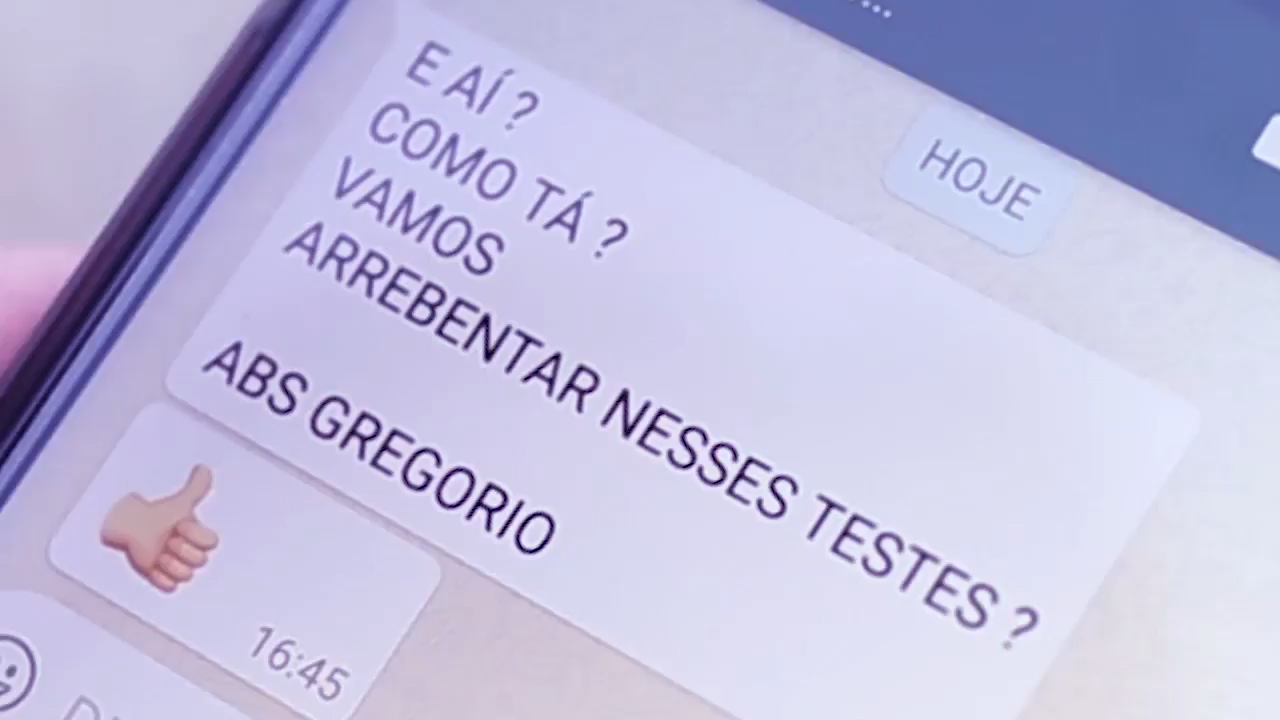 HOJE
E AÍ ?
COMO TÁ ?
VAMOS
ARREBENTAR NESSES TESTES ?
ABS GREGORIO
16:45